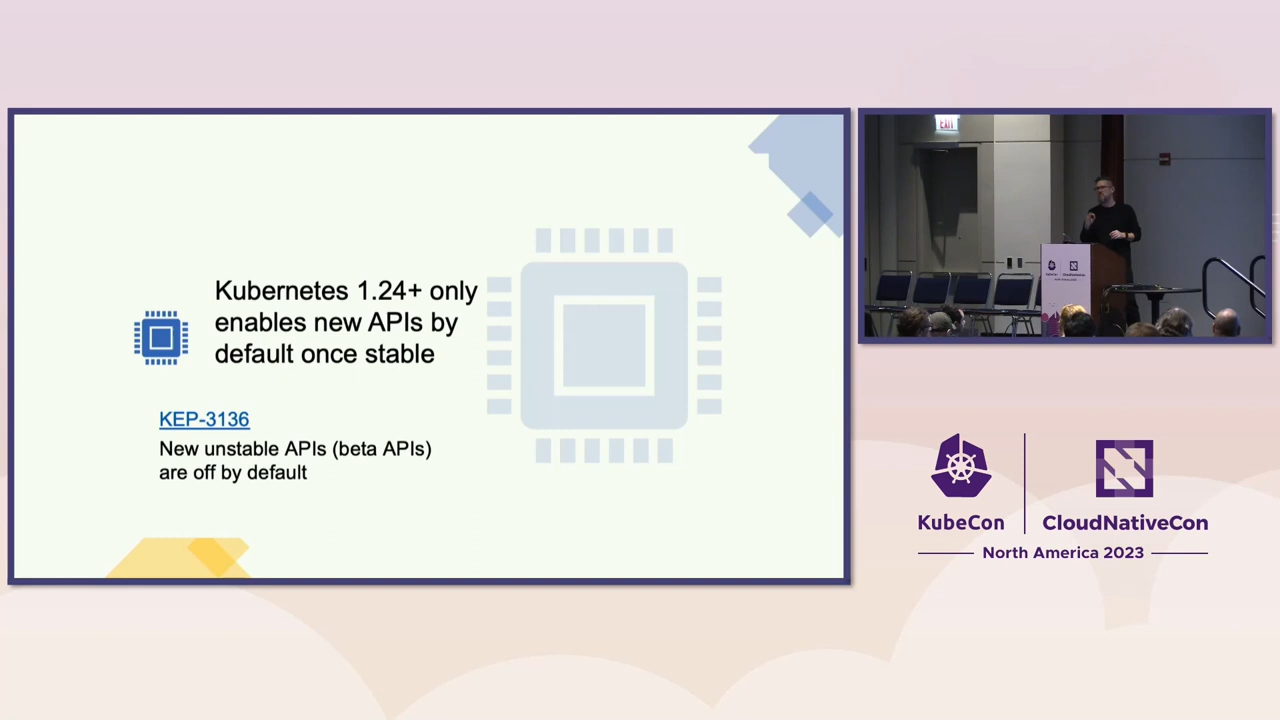 Kubernetes 1.24+ only
enables new APIs by
default once stable
KEP-3136
New unstable APIs (beta APIs)
are off by default
EXIT
KubeCon
CloudNativeCon
North America 2023